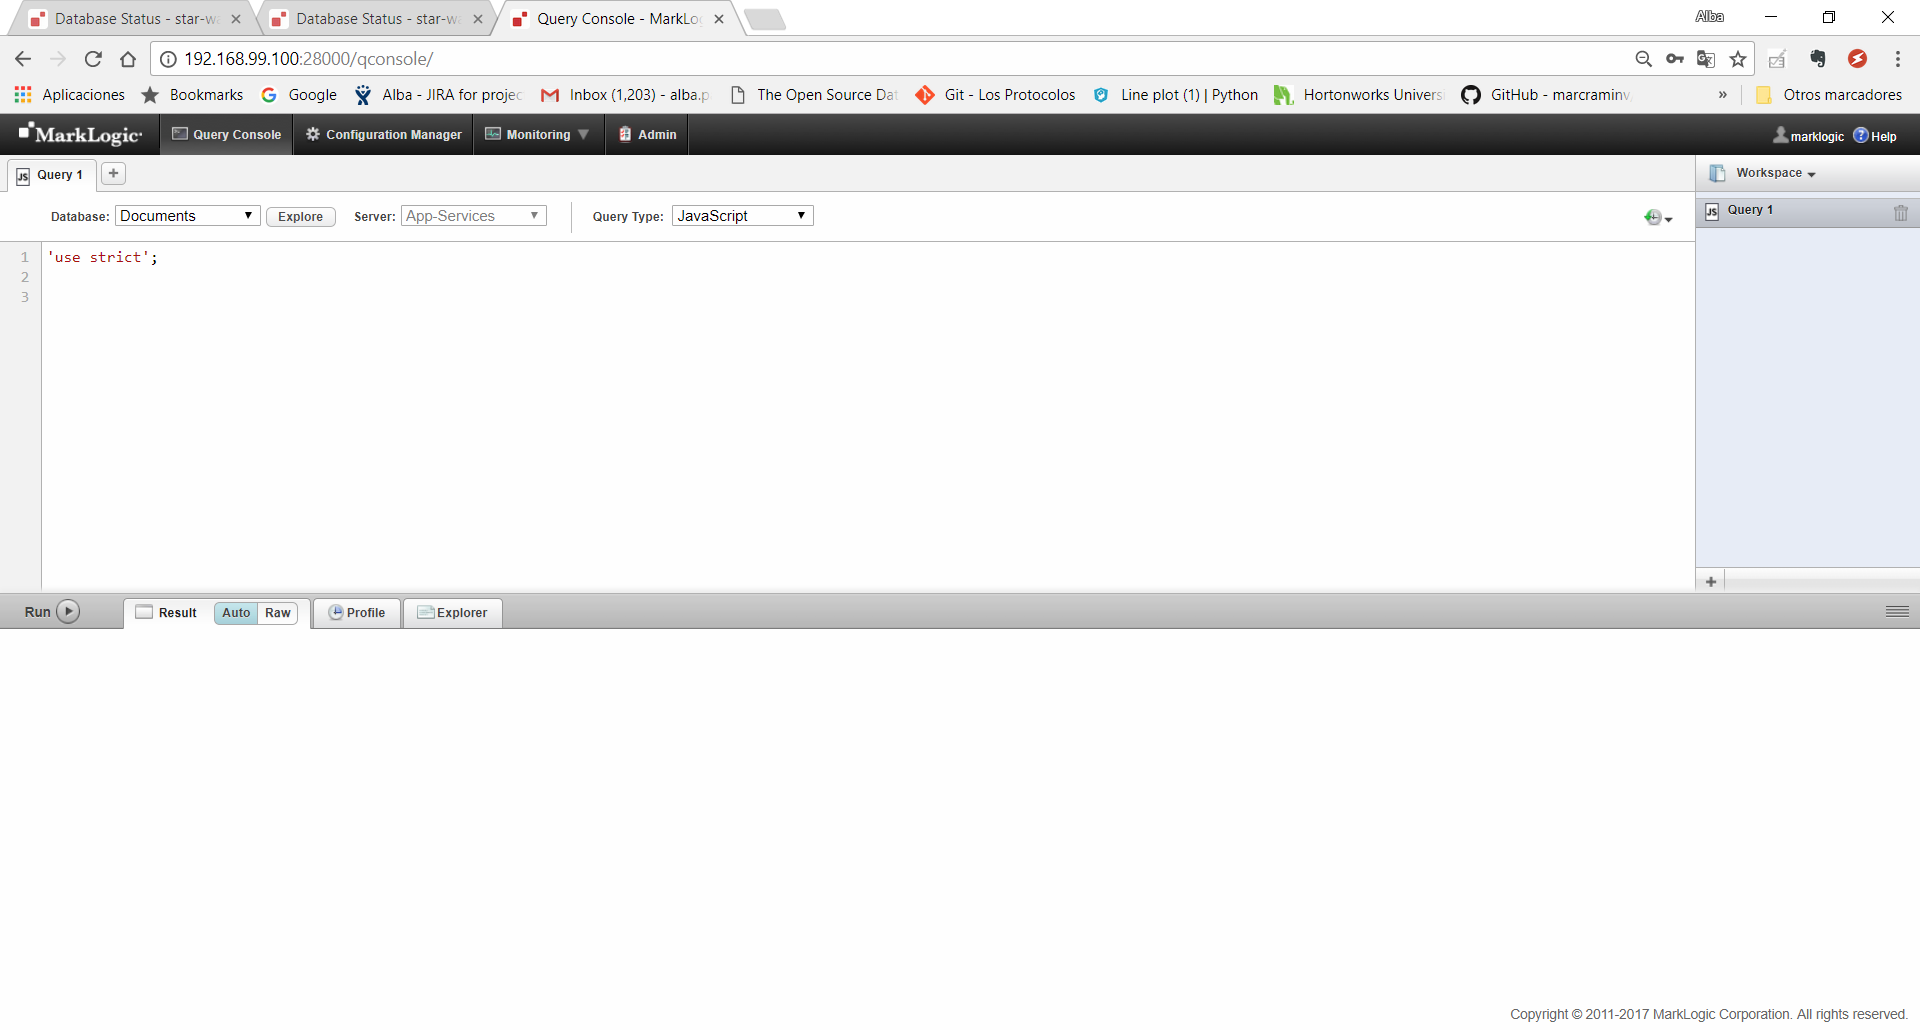 Database Status - star-w
Database Status - star-w
Query Console - MarkLo
Alba
192.168.99.100:28000/qconsole/
Aplicaciones
Bookmarks
Google
Alba - JIRA for projec
Inbox (1,203) - alba.p
The Open Source Dat
Git - Los Protocolos
Line plot (1) | Python
Hortonworks Univers
GitHub - marcraminv
»
Otros marcadores
MarkLogic
Query Console
Configuration Manager
Monitoring
Admin
marklogic
Help
Query 1
+
Workspace
Database: Documents Explore Server: App-Services Query Type: JavaScript
Query 1
1 'use strict';
2
3
+
Run
Result Auto Raw
Profile
Explorer
Copyright © 2011-2017 MarkLogic Corporation. All rights reserved.